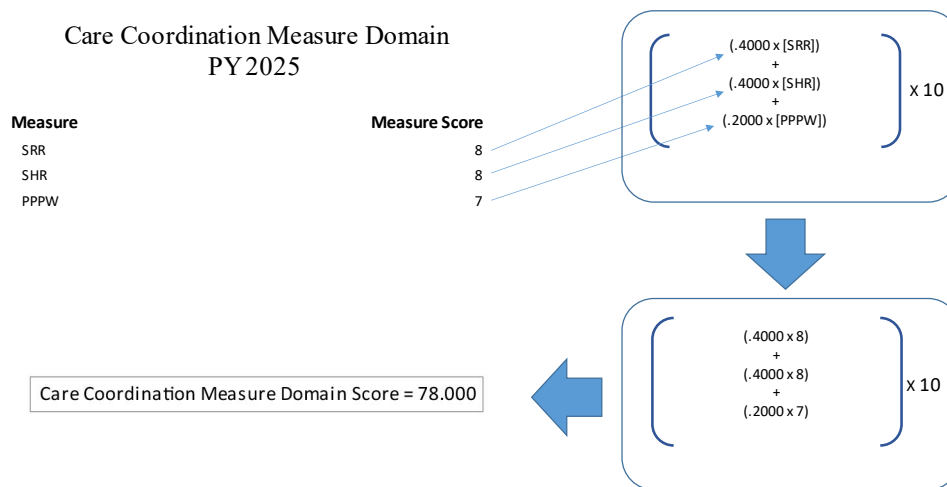 Care Coordination Measure Domain
PY 2025
Measure Measure Score
SRR 8
SHR 8
PPPW 7
(.4000 x [SRR])
+
(.4000 x [SHR])
+
(.2000 x [PPPW])
x 10
(.4000 x 8)
+
(.4000 x 8)
+
(.2000 x 7)
x 10
Care Coordination Measure Domain Score = 78.000